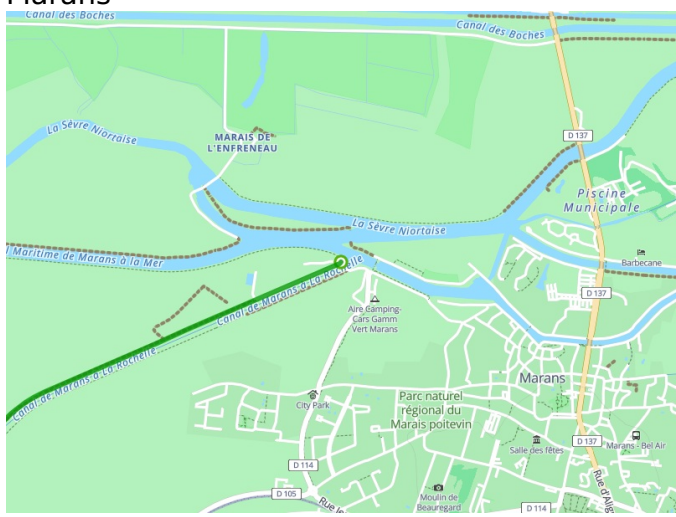 Marans
Canal des Boches
Canal des Boches
La Sèvre Niortaise
MARAIS DE
L'ENFRENEAU
D 137
Piscine
Municipale
La Sèvre Niortaise
l Maritime de Marans à la Mer
Barbecane
Canal de Marans à La Rochelle
D 137
Aire Camping-
Cars Gamm
Vert Marans
Canal de Marans à La Rochelle
Marans
City Park
Parc naturel
régional du
Marais poitevin
D 137
Marans - Bel Air
Salle des fêtes
D 114
Rue d'Alig
D 105
Moulin de
Beauregard
Rue le
D 114